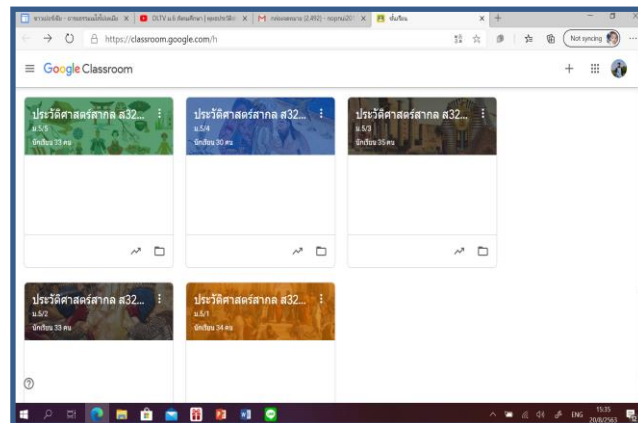 DLTV ม.6
https://classroom.google.com/h
Not syncing
Google Classroom
ประวัติศาสตร์สากล ส32...
ม.5/5
นักเรียน 33 คน
ประวัติศาสตร์สากล ส32...
ม.5/4
นักเรียน 30 คน
ประวัติศาสตร์สากล ส32...
ม.5/3
นักเรียน 35 คน
ประวัติศาสตร์สากล ส32...
ม.5/2
นักเรียน 33 คน
ประวัติศาสตร์สากล ส32...
ม.5/1
นักเรียน 34 คน
ENG
15:35
20/8/2563